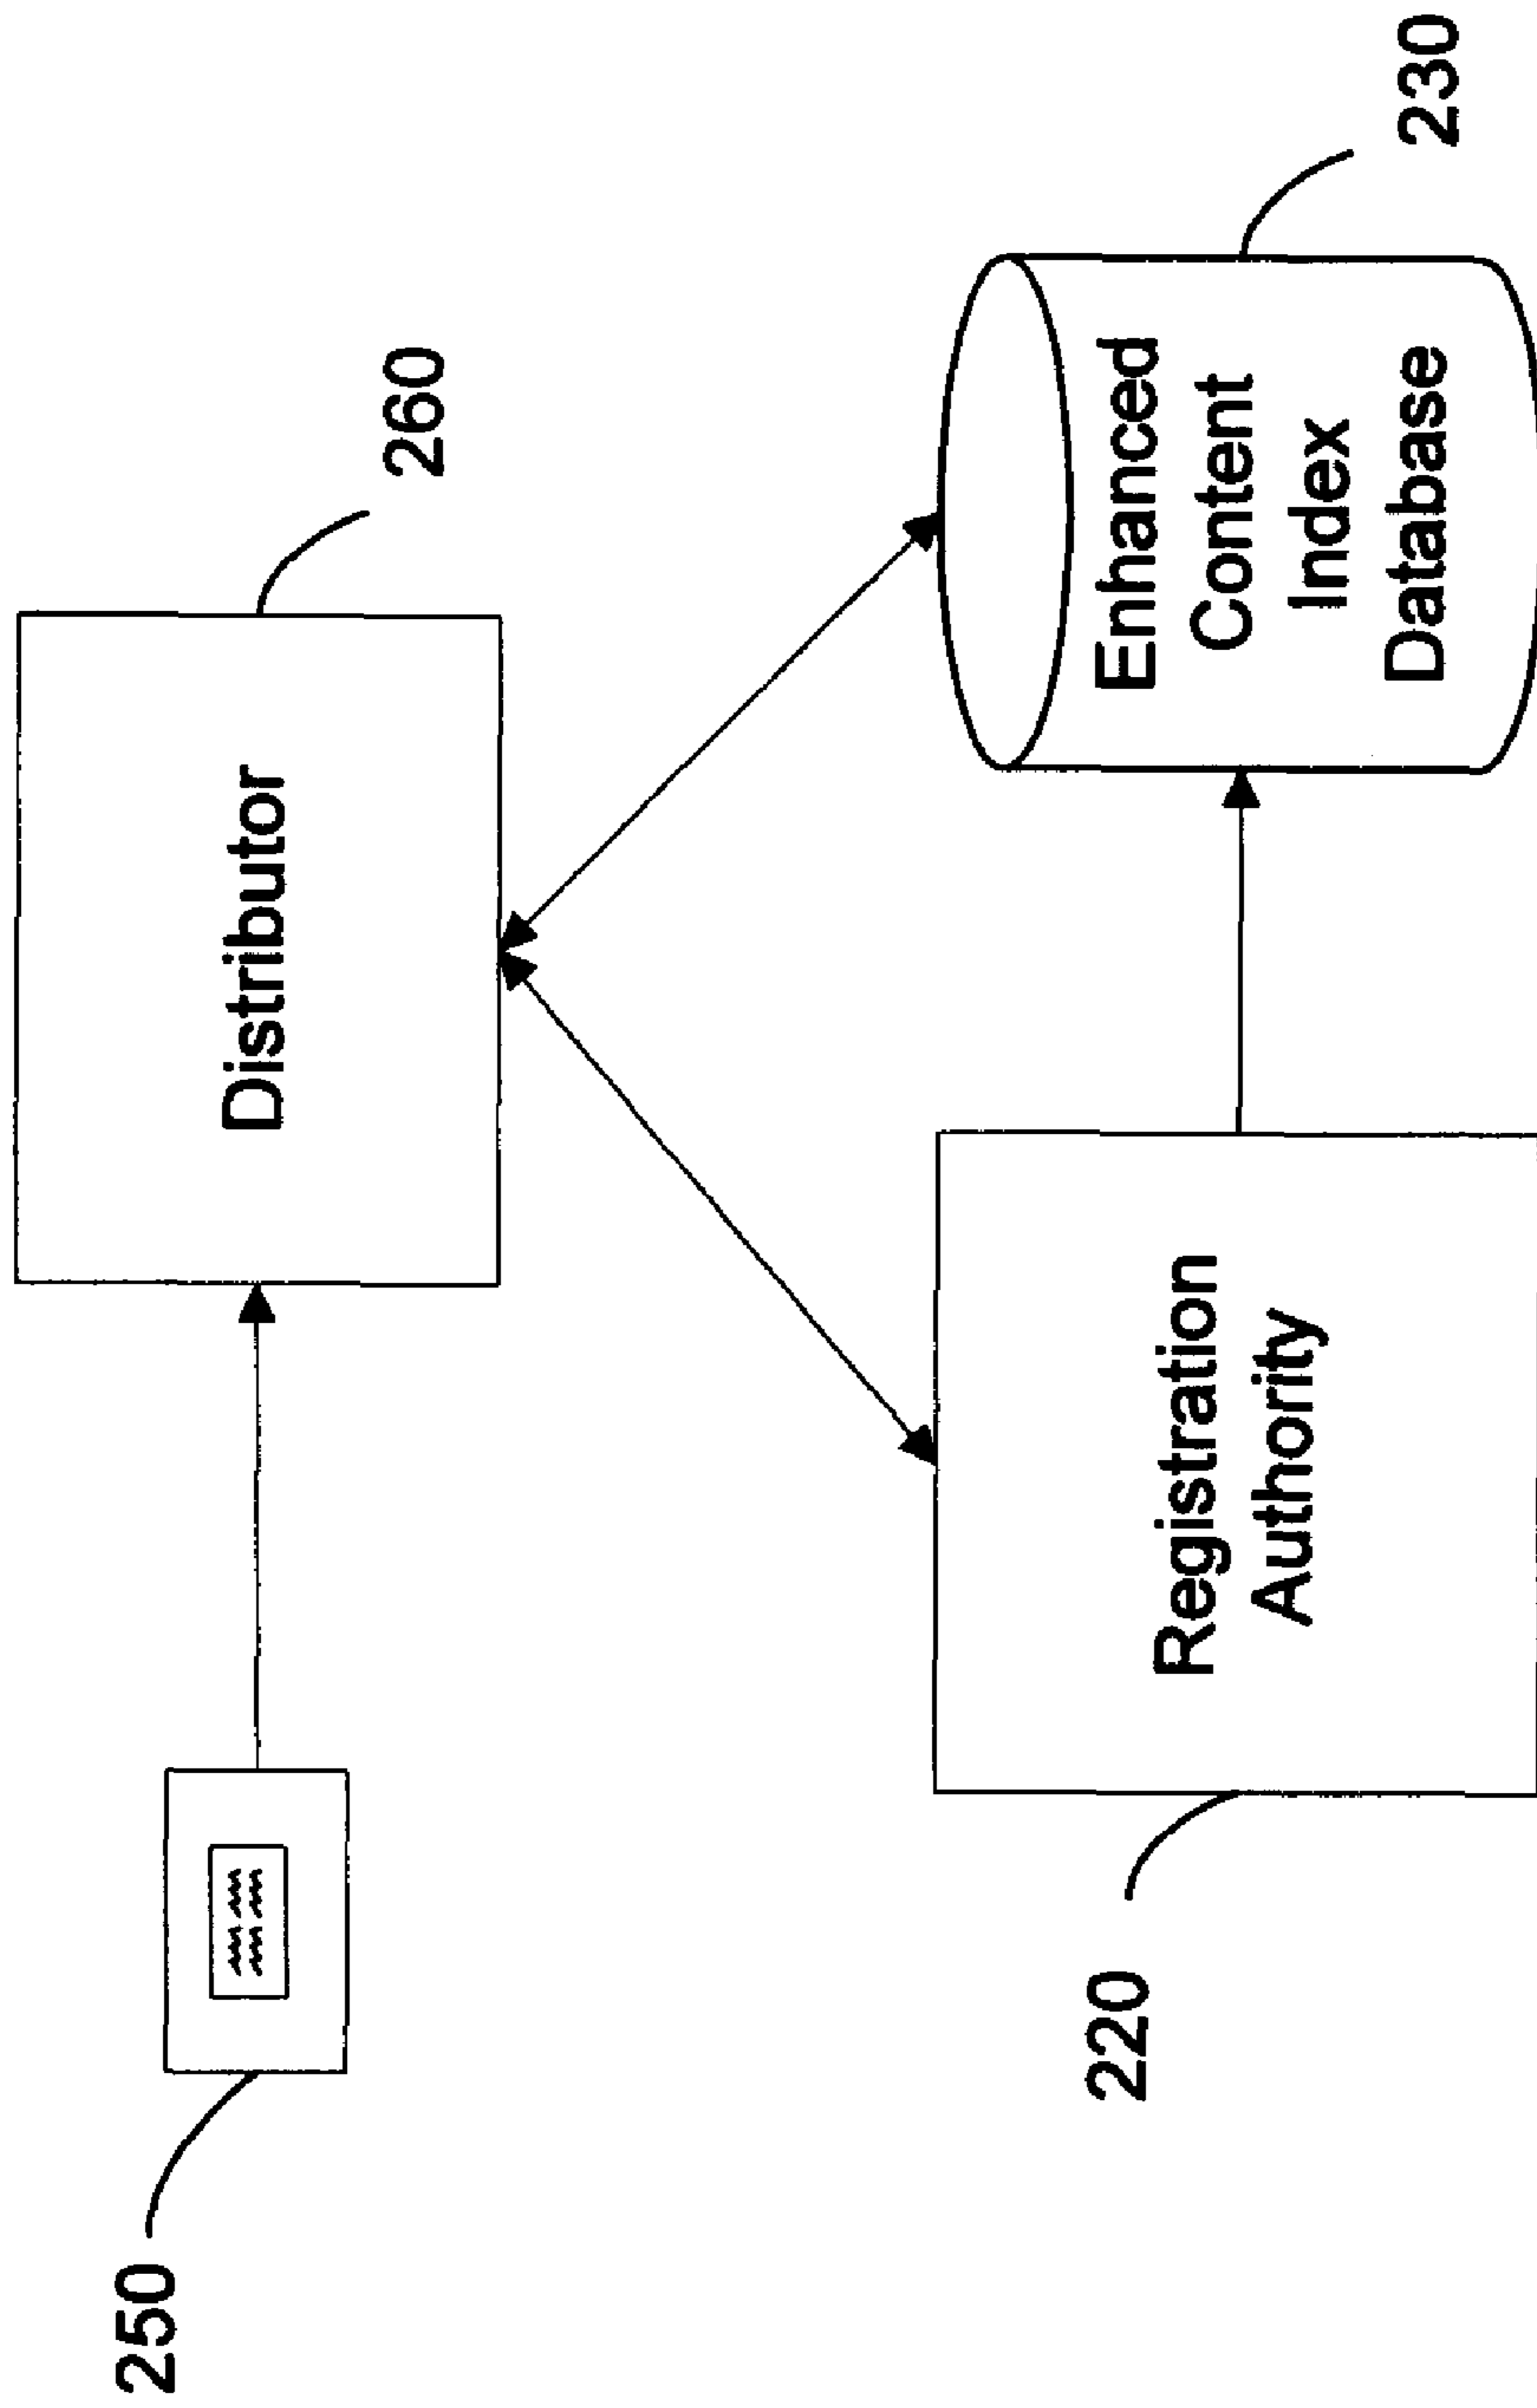 250
Distributor
260
220
Registration
Authority
Enhanced
Content
Index
Database
230